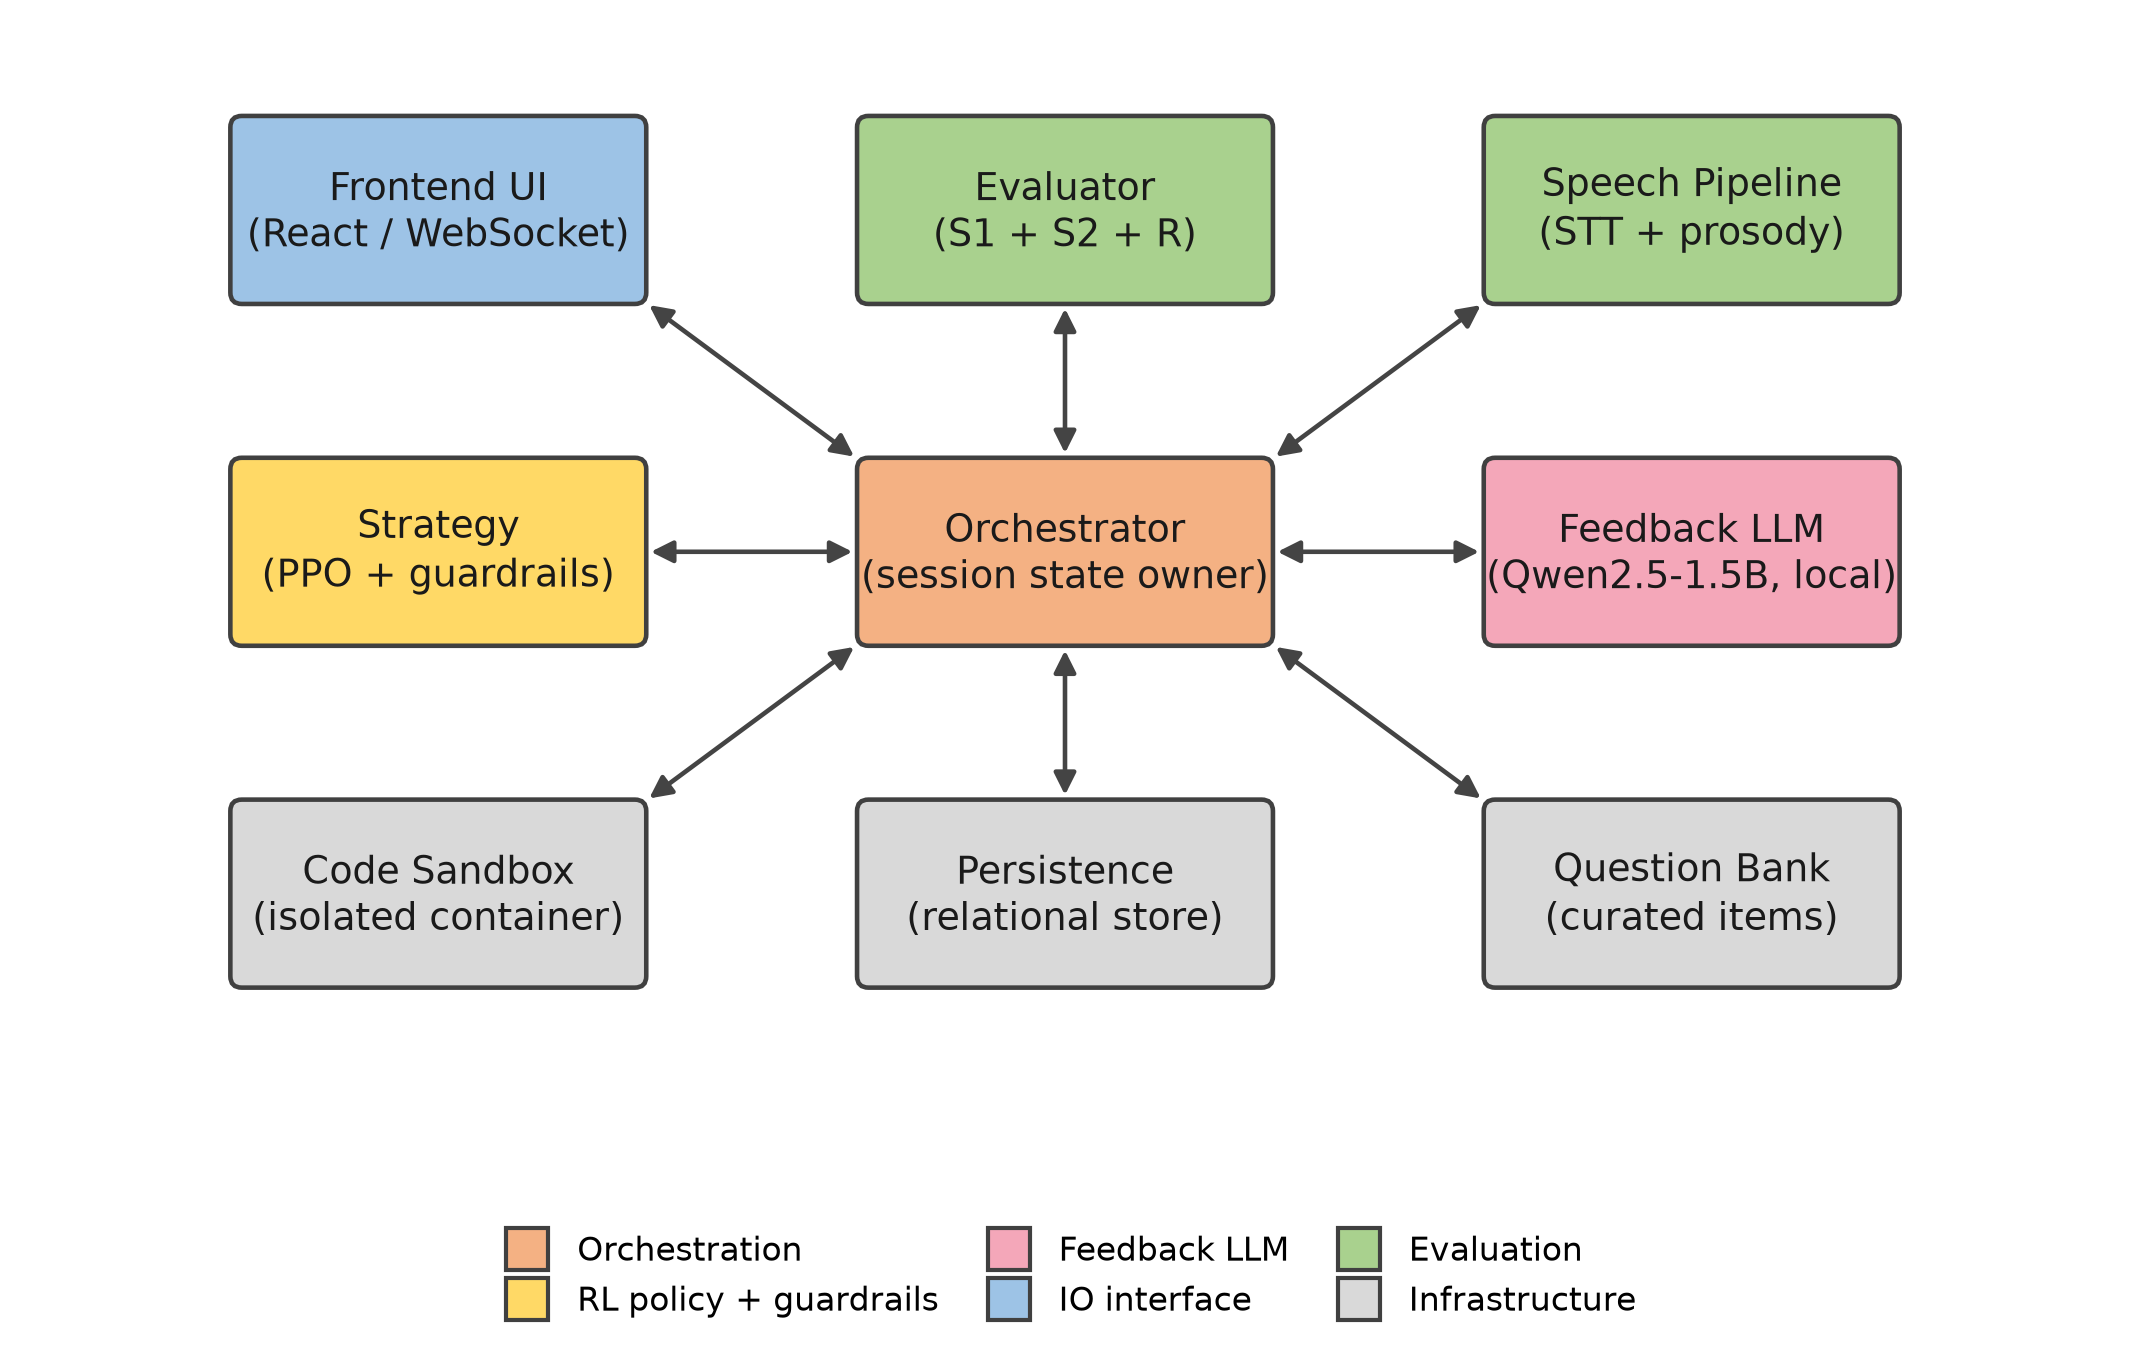 Frontend UI
(React / WebSocket)
Evaluator
(S1 + S2 + R)
Speech Pipeline
(STT + prosody)
Strategy
(PPO + guardrails)
Orchestrator
(session state owner)
Feedback LLM
(Qwen2.5-1.5B, local)
Code Sandbox
(isolated container)
Persistence
(relational store)
Question Bank
(curated items)
Orchestration
RL policy + guardrails
Feedback LLM
IO interface
Evaluation
Infrastructure